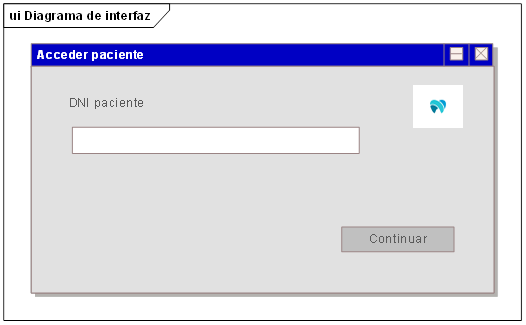 ui Diagrama de interfaz
Acceder paciente
DNI paciente
Continuar